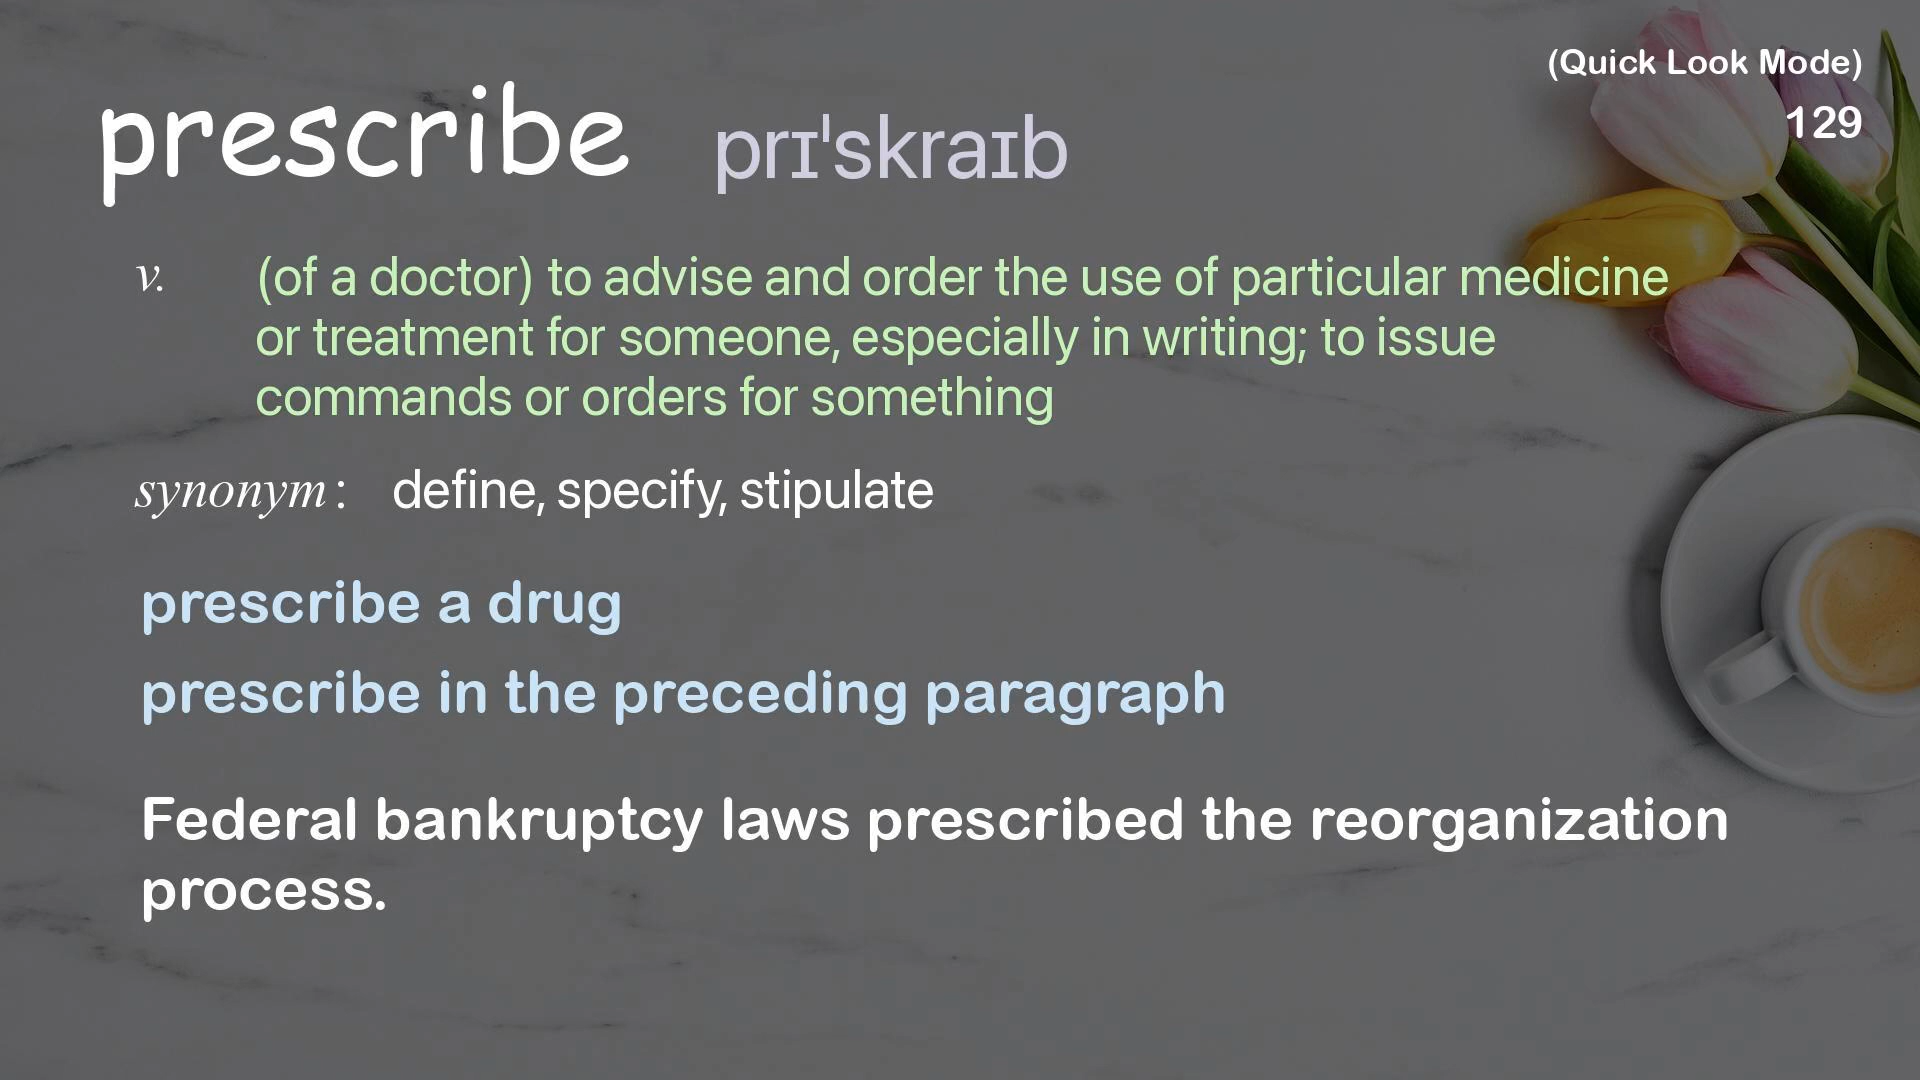 (Quick Look Mode)
129
prescribe prɪˈskraɪb
v. (of a doctor) to advise and order the use of particular medicine
or treatment for someone, especially in writing; to issue
commands or orders for something
synonym : define, specify, stipulate
prescribe a drug
prescribe in the preceding paragraph
Federal bankruptcy laws prescribed the reorganization
process.